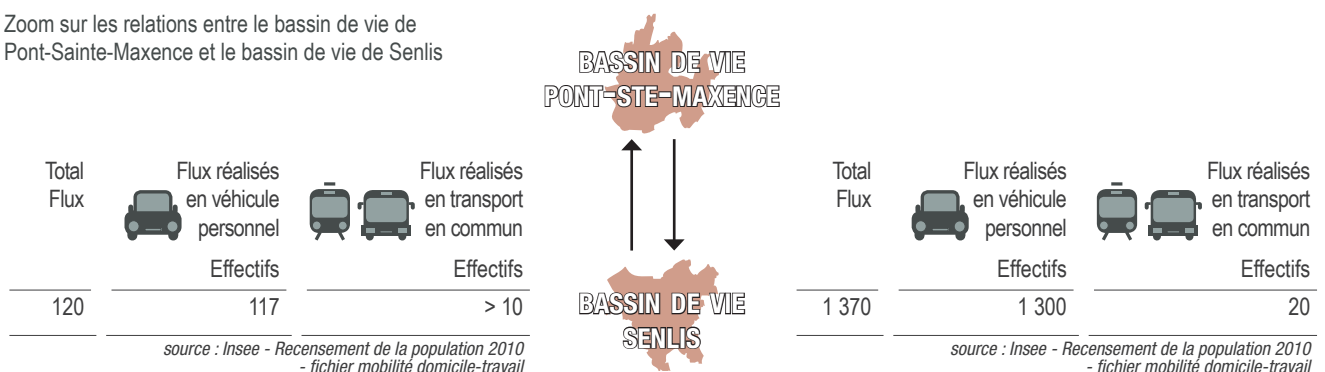 Zoom sur les relations entre le bassin de vie de
Pont-Sainte-Maxence et le bassin de vie de Senlis
BASSIN DE VIE
PONT-STE-MAXENCE
Total
Flux
Flux réalisés
en véhicule
personnel
Flux réalisés
en transport
en commun
Effectifs
Effectifs
120
117
> 10
source : Insee - Recensement de la population 2010
- fichier mobilité domicile-travail
BASSIN DE VIE
SENLIS
Total
Flux
Flux réalisés
en véhicule
personnel
Flux réalisés
en transport
en commun
Effectifs
Effectifs
1 370
1 300
20
source : Insee - Recensement de la population 2010
- fichier mobilité domicile-travail